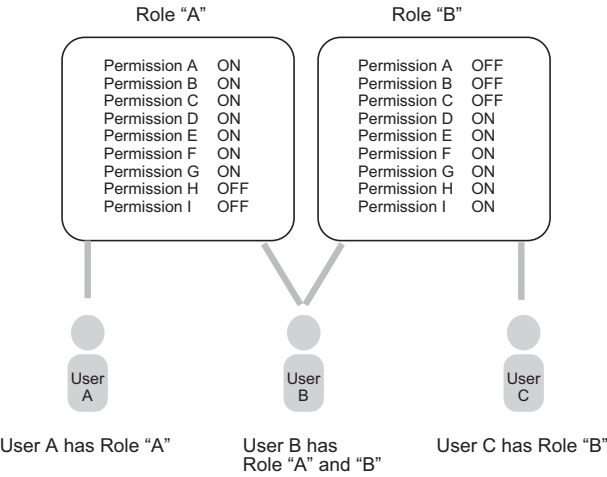 Role “A”
Role “B”
Permission A ON
Permission B ON
Permission C ON
Permission D ON
Permission E ON
Permission F ON
Permission G ON
Permission H OFF
Permission I OFF
Permission A OFF
Permission B OFF
Permission C OFF
Permission D ON
Permission E ON
Permission F ON
Permission G ON
Permission H ON
Permission I ON
User
A
User
B
User
C
User A has Role “A”
User B has
Role “A” and “B”
User C has Role “B”